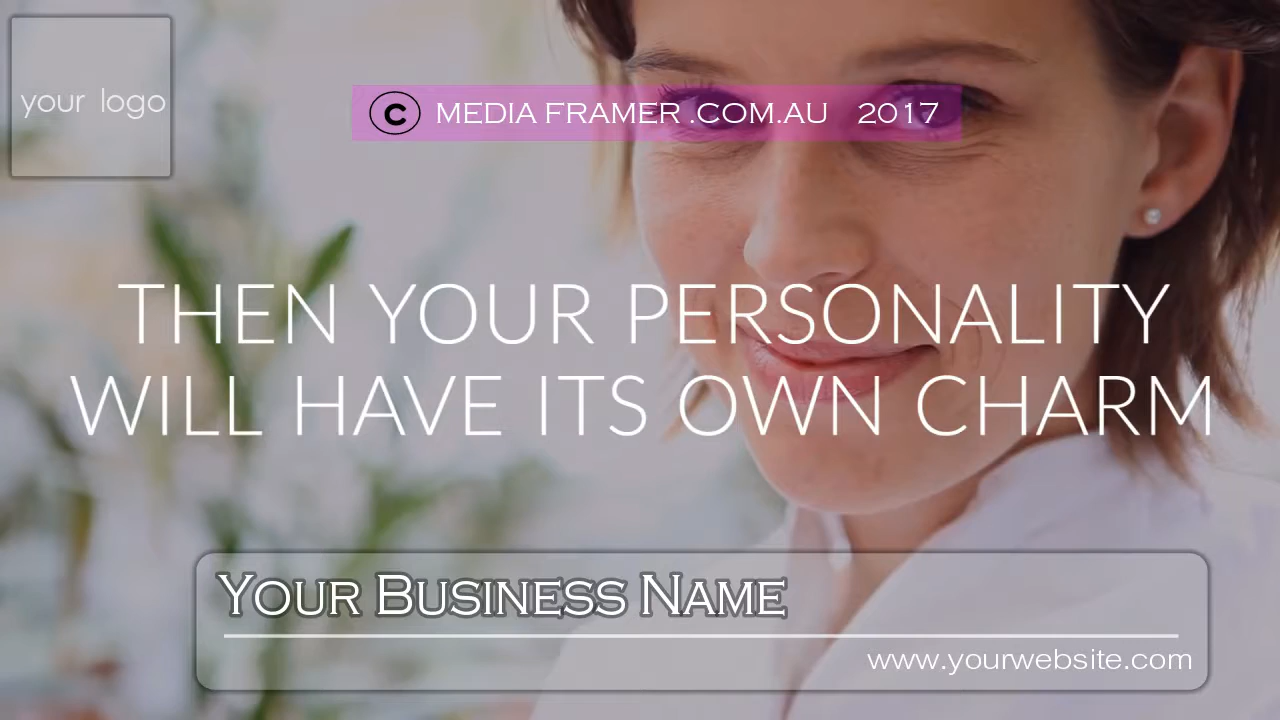 your logo
© MEDIA FRAMER .COM.AU 2017
THEN YOUR PERSONALITY
WILL HAVE ITS OWN CHARM
YOUR BUSINESS NAME
www.yourwebsite.com